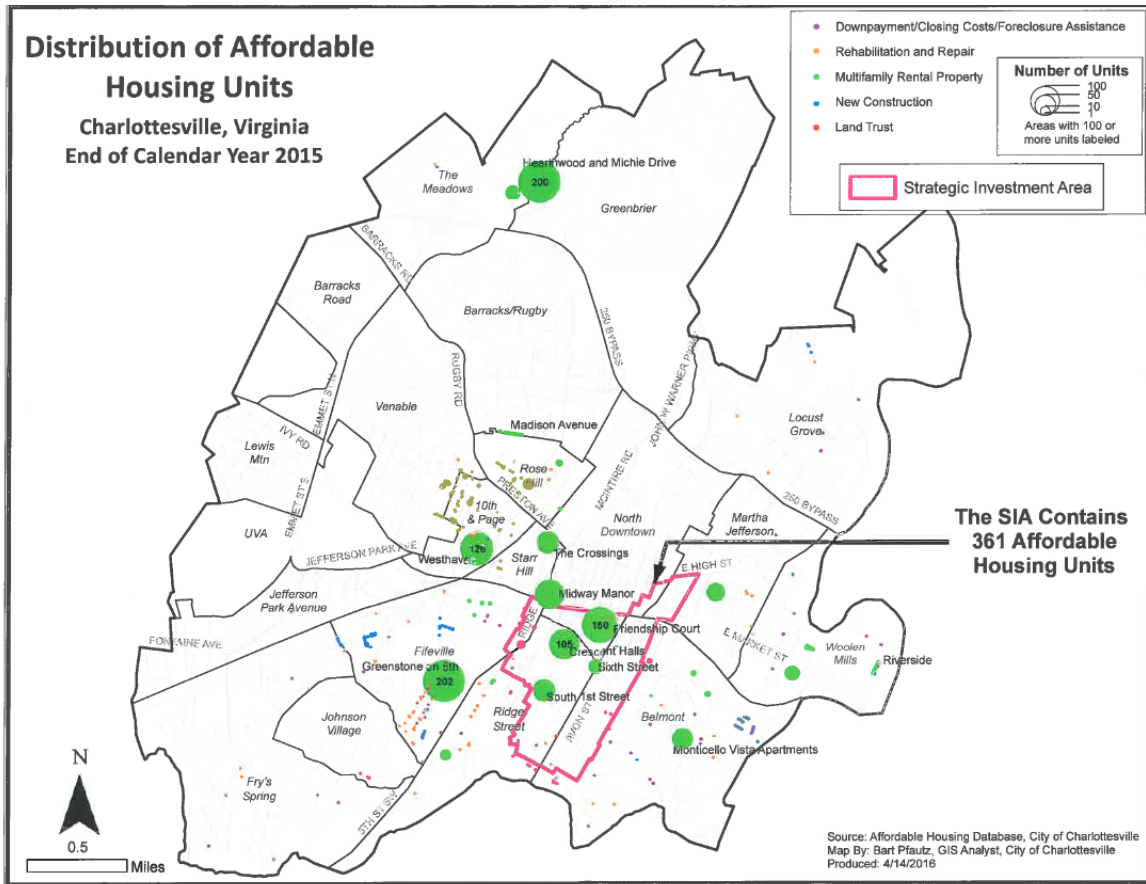 Distribution of Affordable
Housing Units
Charlottesville, Virginia
End of Calendar Year 2015
Downpayment/Closing Costs/Foreclosure Assistance
Rehabilitation and Repair
Multifamily Rental Property
New Construction
Land Trust
Number of Units
100
50
10
1
Areas with 100 or
more units labeled
Strategic Investment Area
The
Meadows
Hearthwood and Michie Drive
200
Greenbrier
BARRACKS RD
Barracks
Road
Barracks/Rugby
250 BYPASS
RUGBY RD
EMMET ST N
JOHN W WARNER PKWY
Venable
Locust
Grove
Madison Avenue
IVY RD
Lewis
Mtn
MCINTIRE RD
Rose
Hill
PRESTON AVE
250 BYPASS
EMMET ST S
10th
& Page
North
Downtown
Martha
Jefferson
UVA
The SIA Contains
361 Affordable
Housing Units
JEFFERSON PARK AVE
126
Westhaven
Starr
Hill
The Crossings
E HIGH ST
Jefferson
Park Avenue
Midway Manor
FONTAINE AVE
RIDGE
150
Friendship Court
E MARKET ST
Fifeville
105
Crescent Halls
Woolen
Mills
Riverside
Greenstone on 5th
202
Sixth Street
South 1st Street
Johnson
Village
Ridge
Street
AVON ST
Belmont
Monticello Vista Apartments
N
Fry's
Spring
5TH ST SW
0.5
Miles
Source: Affordable Housing Database, City of Charlottesville
Map By: Bart Pfautz, GIS Analyst, City of Charlottesville
Produced: 4/14/2016